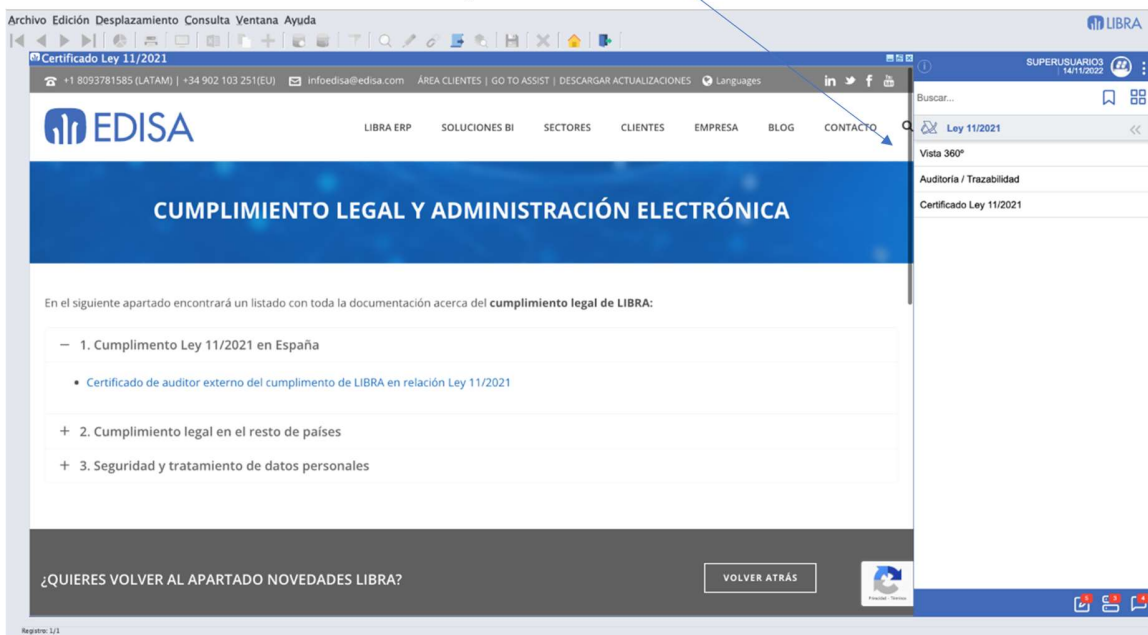 Archivo Edición Desplazamiento Consulta Ventana Ayuda
LIBRA
Certificado Ley 11/2021
+1 8093781585 (LATAM) | +34 902 103 251(EU) infoedisa@edisa.com ÁREA CLIENTES | GO TO ASSIST | DESCARGAR ACTUALIZACIONES Languages
SUPERUSUARIO3
| 14/11/2022
Buscar...
EDISA
LIBRA ERP SOLUCIONES BI SECTORES CLIENTES EMPRESA BLOG CONTACTO
Ley 11/2021
Vista 360º
Auditoría / Trazabilidad
Certificado Ley 11/2021
CUMPLIMIENTO LEGAL Y ADMINISTRACIÓN ELECTRÓNICA
En el siguiente apartado encontrará un listado con toda la documentación acerca del cumplimiento legal de LIBRA:
− 1. Cumplimento Ley 11/2021 en España
• Certificado de auditor externo del cumplimento de LIBRA en relación Ley 11/2021
+ 2. Cumplimiento legal en el resto de países
+ 3. Seguridad y tratamiento de datos personales
¿QUIERES VOLVER AL APARTADO NOVEDADES LIBRA?
VOLVER ATRÁS
Registro: 1/1